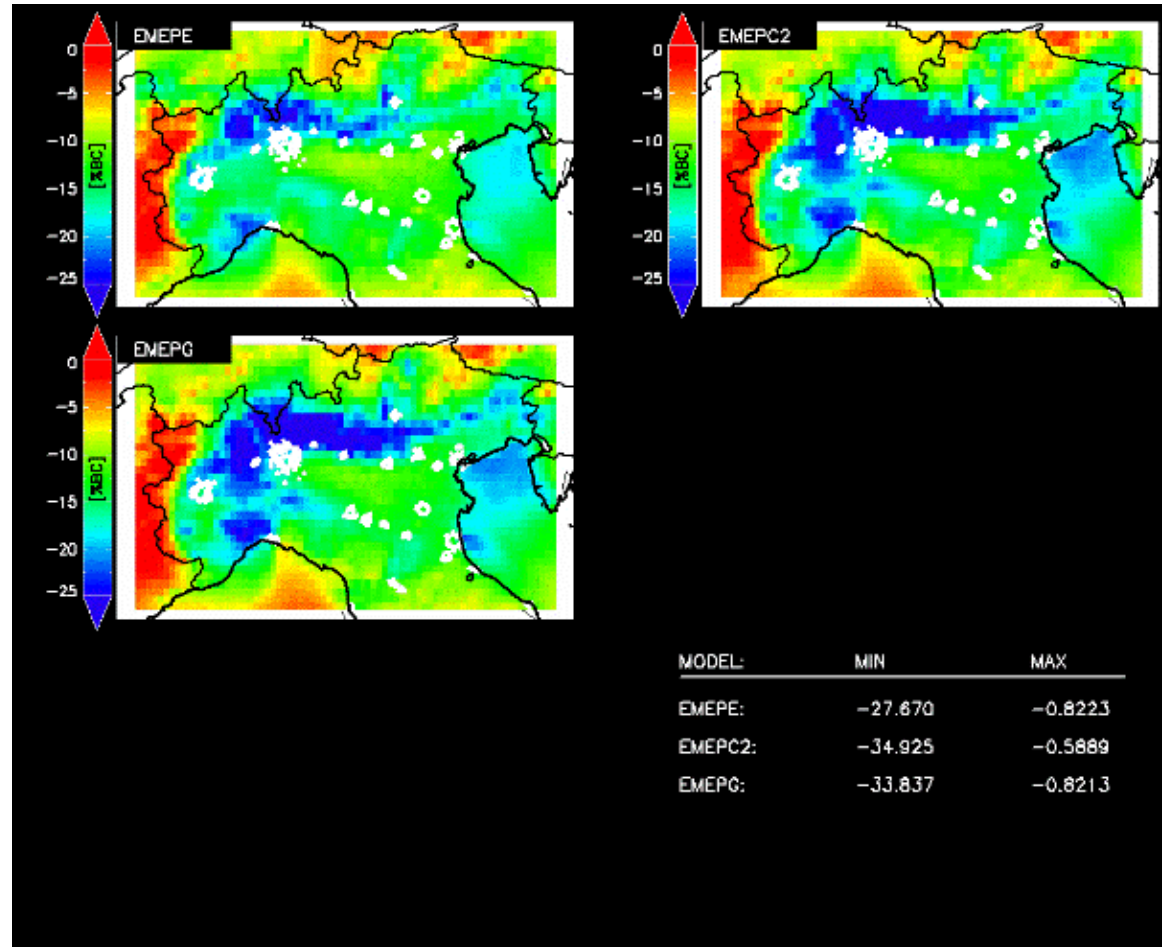 EMEPE
0
-5
-10
-15
-20
-25
[%BC]
EMEPC2
0
-5
-10
-15
-20
-25
[%BC]
EMEPG
0
-5
-10
-15
-20
-25
[%BC]
MODEL: MIN MAX
EMEPE: -27.670 -0.8223
EMEPC2: -34.925 -0.5889
EMEPG: -33.837 -0.8213